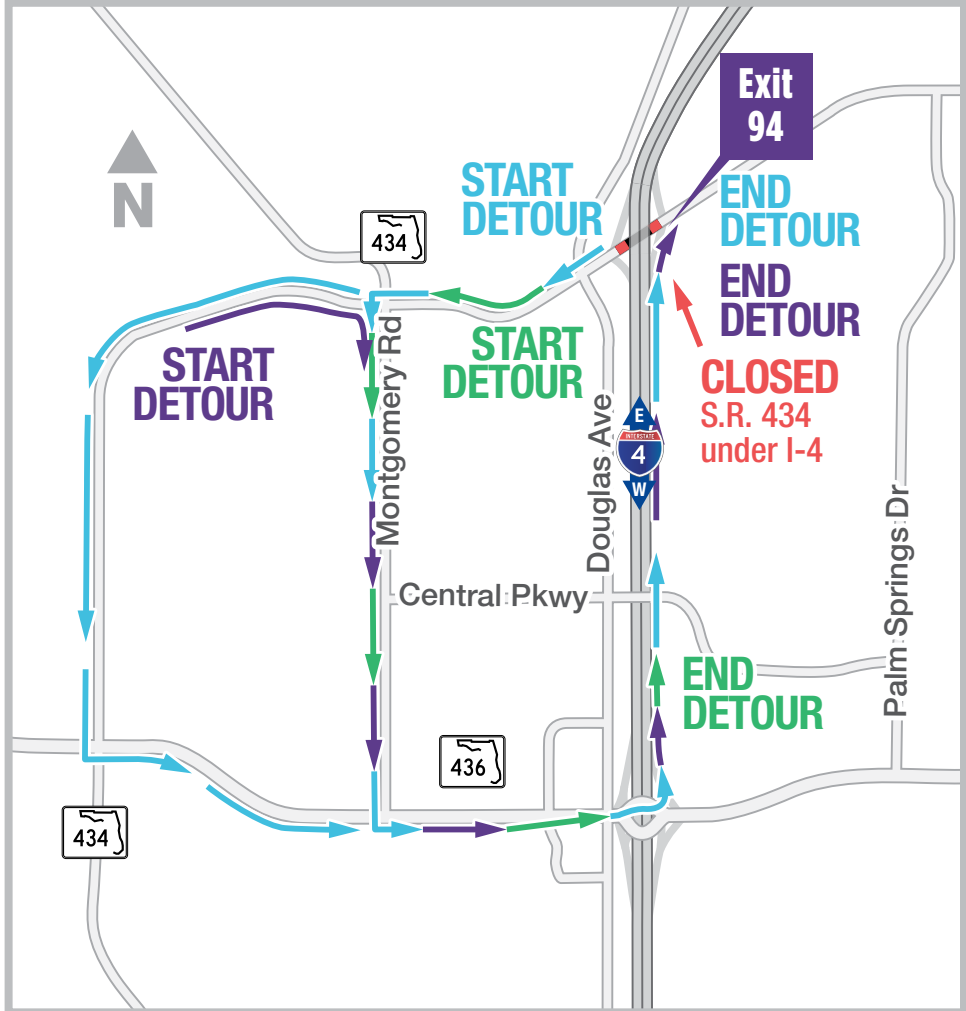 Exit
94
START
DETOUR
END
DETOUR
N
434
END
DETOUR
START
DETOUR
START
DETOUR
Montgomery Rd
CLOSED
S.R. 434
under I-4
Douglas Ave
E
INTERSTATE
4
W
Palm Springs Dr
Central Pkwy
END
DETOUR
436
434